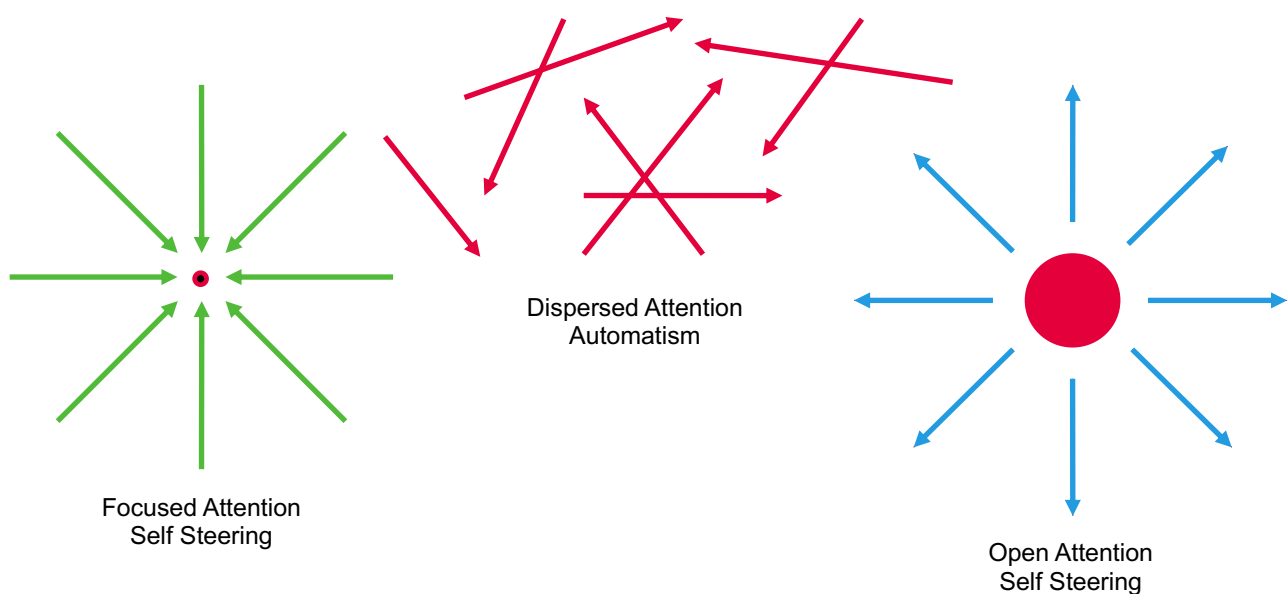 Focused Attention
Self Steering
Dispersed Attention
Automatism
Open Attention
Self Steering